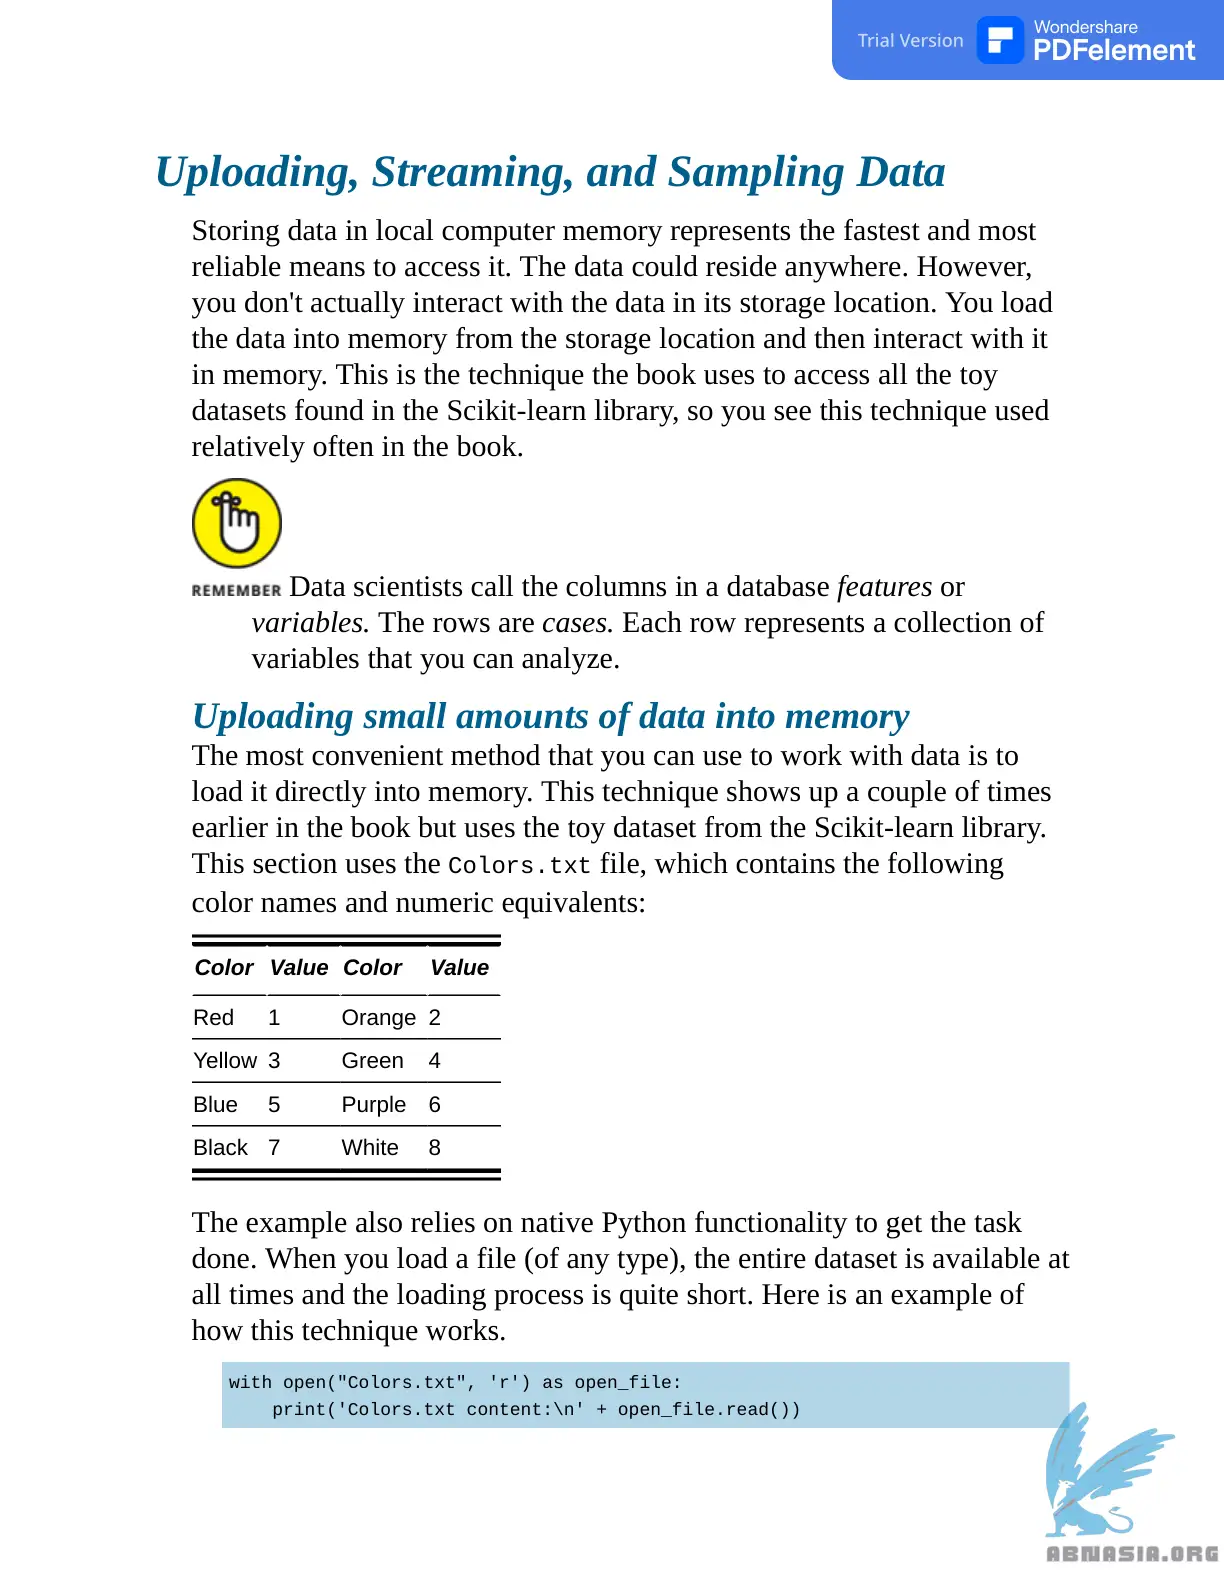 Trial Version
Wondershare
PDFelement
Uploading, Streaming, and Sampling Data
Storing data in local computer memory represents the fastest and most
reliable means to access it. The data could reside anywhere. However,
you don't actually interact with the data in its storage location. You load
the data into memory from the storage location and then interact with it
in memory. This is the technique the book uses to access all the toy
datasets found in the Scikit-learn library, so you see this technique used
relatively often in the book.
REMEMBER Data scientists call the columns in a database features or
variables. The rows are cases. Each row represents a collection of
variables that you can analyze.
Uploading small amounts of data into memory
The most convenient method that you can use to work with data is to
load it directly into memory. This technique shows up a couple of times
earlier in the book but uses the toy dataset from the Scikit-learn library.
This section uses the Colors.txt file, which contains the following
color names and numeric equivalents:
Color Value Color Value
Red 1 Orange 2
Yellow 3 Green 4
Blue 5 Purple 6
Black 7 White 8
The example also relies on native Python functionality to get the task
done. When you load a file (of any type), the entire dataset is available at
all times and the loading process is quite short. Here is an example of
how this technique works.
with open("Colors.txt", 'r') as open_file:
    print('Colors.txt content:\n' + open_file.read())
ABNASIA.ORG